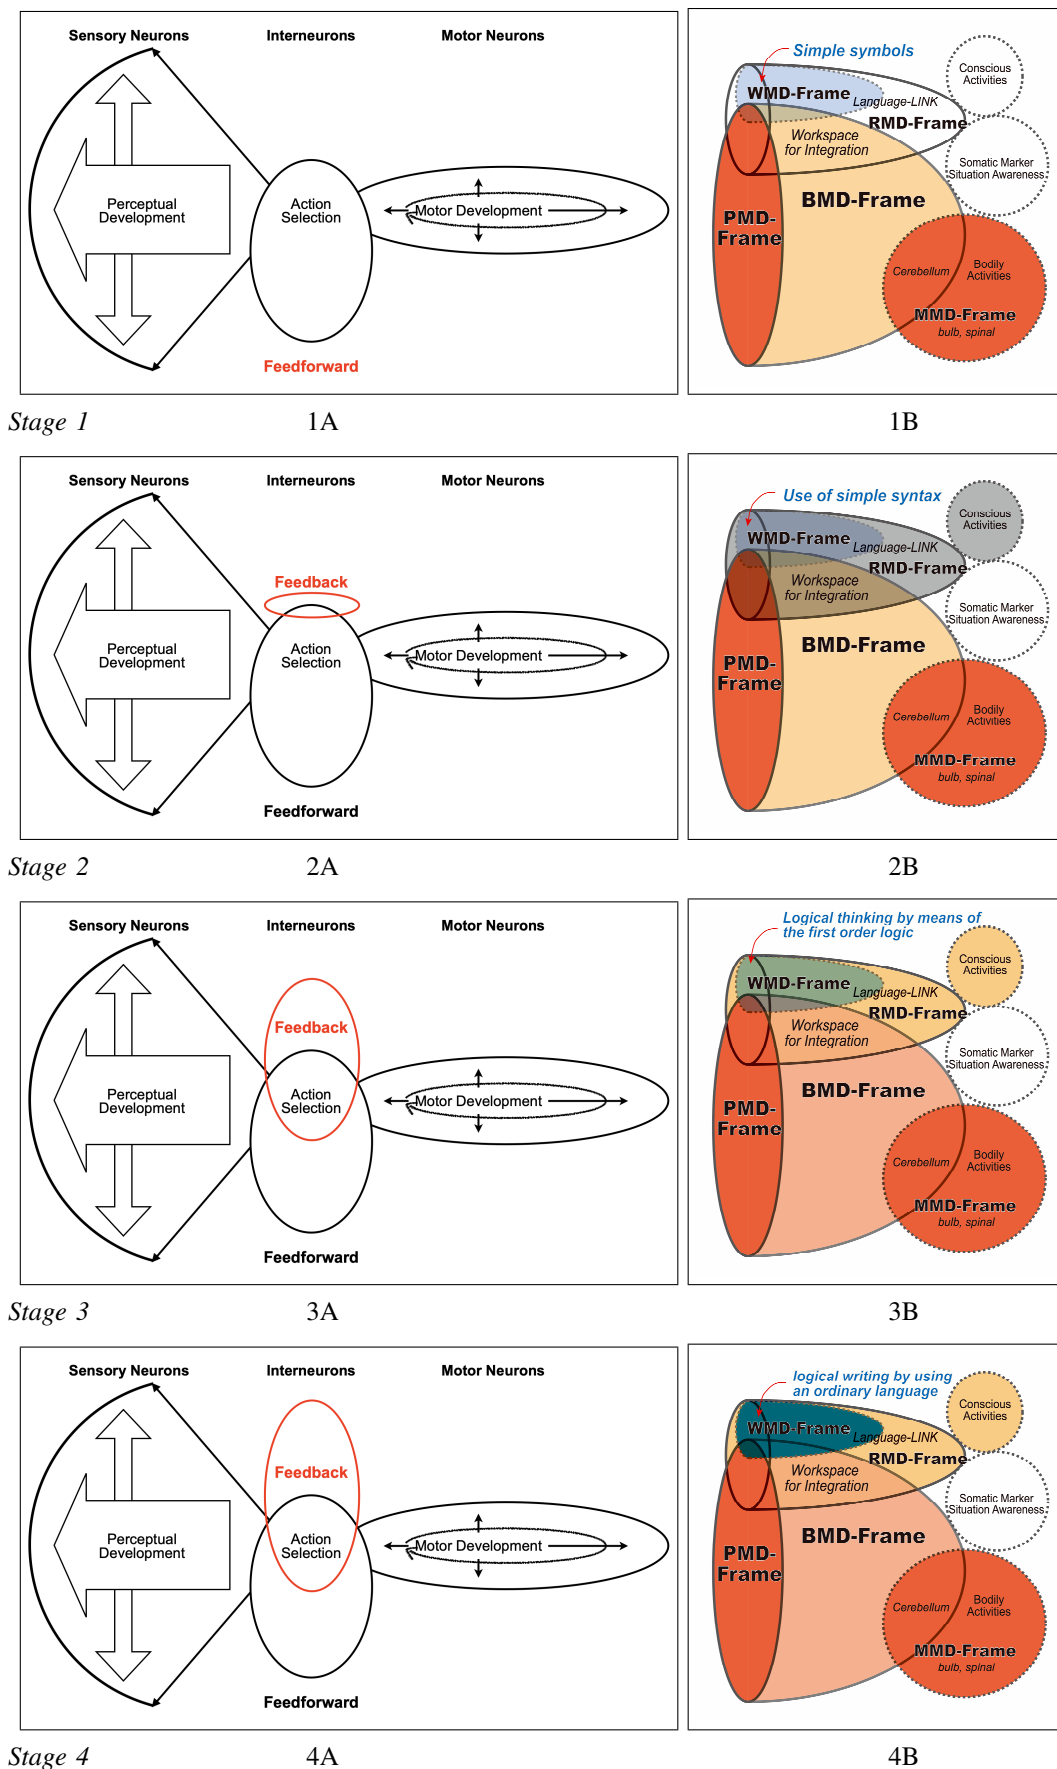 Sensory Neurons Interneurons Motor Neurons
Perceptual
Development
Action
Selection
Motor Development
Feedforward
Simple symbols
WMD-Frame
Language-LINK
RMD-Frame
Workspace
for Integration
BMD-Frame
PMD-
Frame
Conscious
Activities
Somatic Marker
Situation Awareness
Cerebellum
Bodily
Activities
MMD-Frame
bulb, spinal
Stage 1 1A 1B
Sensory Neurons Interneurons Motor Neurons
Feedback
Perceptual
Development
Action
Selection
Motor Development
Feedforward
Use of simple syntax
WMD-Frame
Language-LINK
RMD-Frame
Workspace
for Integration
BMD-Frame
PMD-
Frame
Conscious
Activities
Somatic Marker
Situation Awareness
Cerebellum
Bodily
Activities
MMD-Frame
bulb, spinal
Stage 2 2A 2B
Sensory Neurons Interneurons Motor Neurons
Feedback
Perceptual
Development
Action
Selection
Motor Development
Feedforward
Logical thinking by means of
the first order logic
WMD-Frame
Language-LINK
RMD-Frame
Workspace
for Integration
BMD-Frame
PMD-
Frame
Conscious
Activities
Somatic Marker
Situation Awareness
Cerebellum
Bodily
Activities
MMD-Frame
bulb, spinal
Stage 3 3A 3B
Sensory Neurons Interneurons Motor Neurons
Feedback
Perceptual
Development
Action
Selection
Motor Development
Feedforward
logical writing by using
an ordinary language
WMD-Frame
Language-LINK
RMD-Frame
Workspace
for Integration
BMD-Frame
PMD-
Frame
Conscious
Activities
Somatic Marker
Situation Awareness
Cerebellum
Bodily
Activities
MMD-Frame
bulb, spinal
Stage 4 4A 4B